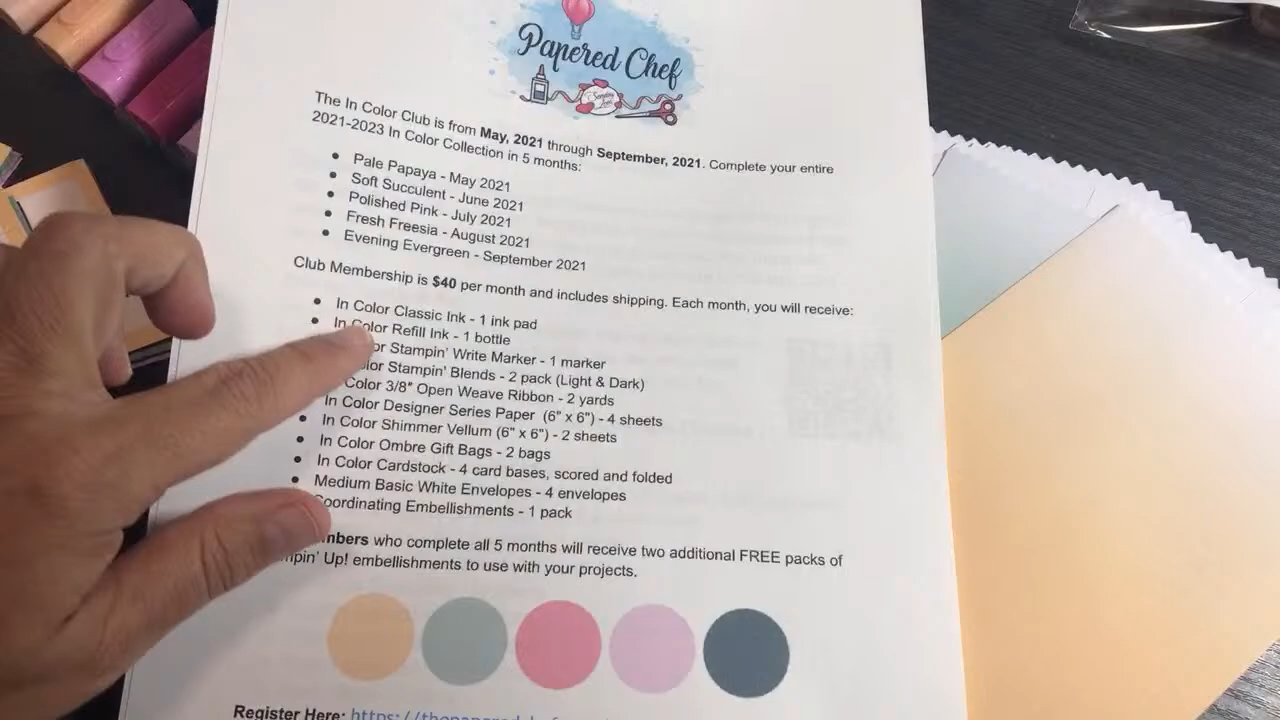 Papered Chef
The In Color Club is from May, 2021 through September, 2021. Complete your entire
2021-2023 In Color Collection in 5 months:
• Pale Papaya - May 2021
• Soft Succulent - June 2021
• Polished Pink - July 2021
• Fresh Freesia - August 2021
• Evening Evergreen - September 2021
Club Membership is $40 per month and includes shipping. Each month, you will receive:
• In Color Classic Ink - 1 ink pad
• In Color Refill Ink - 1 bottle
Stampin' Write Marker - 1 marker
Stampin' Blends - 2 pack (Light & Dark)
Color 3/8" Open Weave Ribbon - 2 yards
In Color Designer Series Paper (6" x 6") - 4 sheets
• In Color Shimmer Vellum (6" x 6") - 2 sheets
• In Color Ombre Gift Bags - 2 bags
• In Color Cardstock - 4 card bases, scored and folded
• Medium Basic White Envelopes - 4 envelopes
Coordinating Embellishments - 1 pack
who complete all 5 months will receive two additional FREE packs of
Up! embellishments to use with your projects.
Register Here: